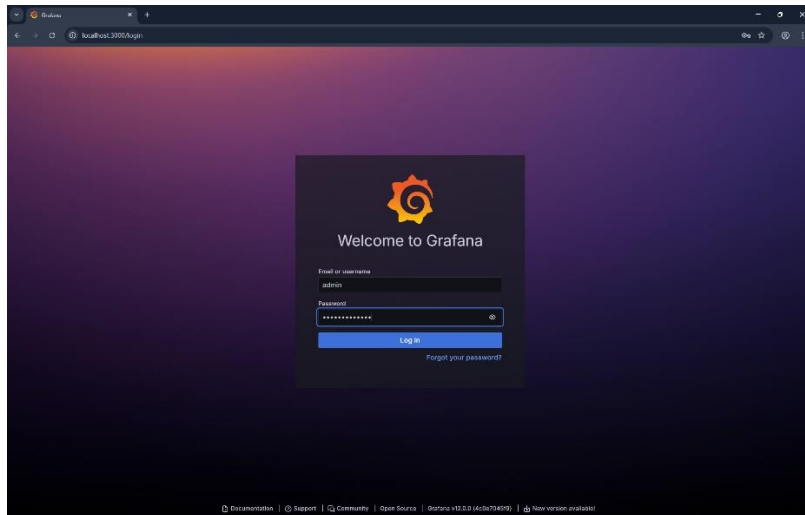 Grafana
localhost:3000/login
Welcome to Grafana
Email or username
admin
Password
•••••••••••••
Log in
Forgot your password?
Documentation | Support | Community | Open Source | Grafana v12.0.0 | New version available!